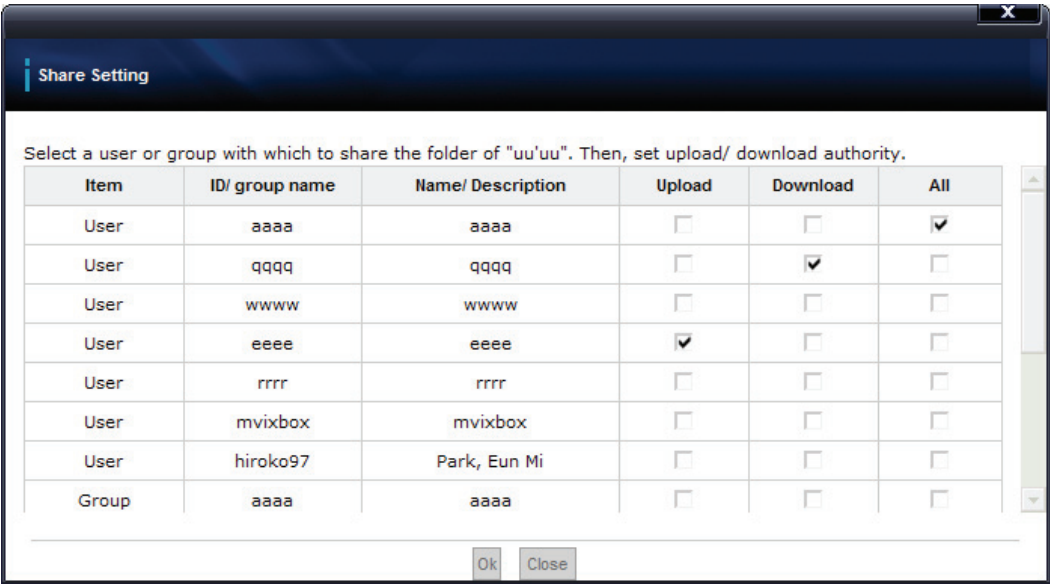 X
Share Setting
Select a user or group with which to share the folder of "uu'uu". Then, set upload/ download authority.
Item ID/ group name Name/ Description Upload Download All
User aaaa aaaa
User qqqq qqqq
User wwww wwww
User eeee eeee
User rrrr rrrr
User mvixbox mvixbox
User hiroko97 Park, Eun Mi
Group aaaa aaaa
Ok Close